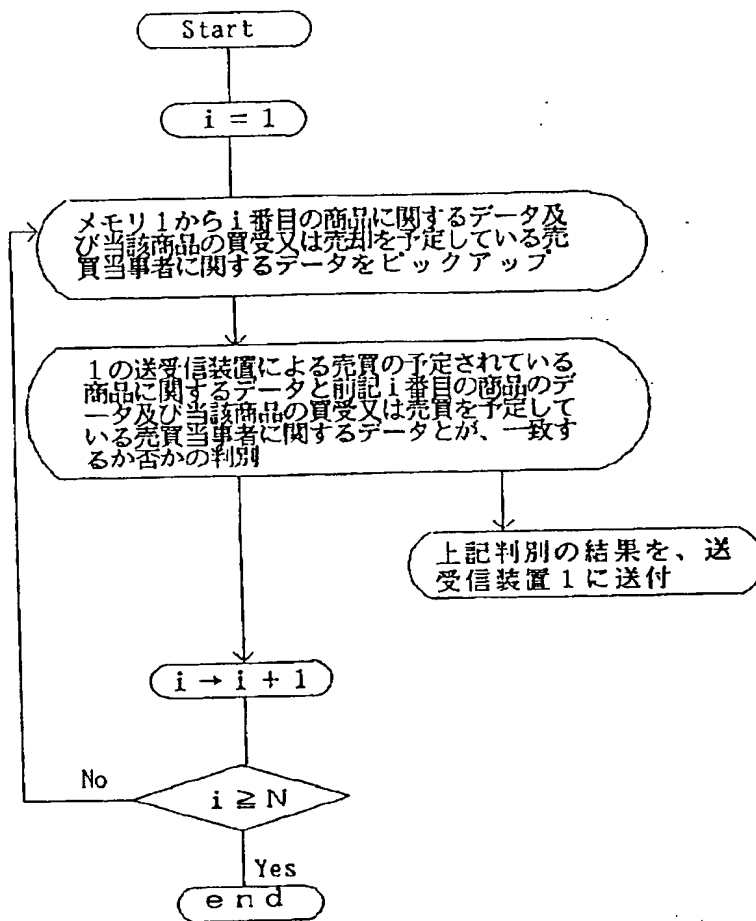 Start
i = 1
メモリ1からi番目の商品に関するデータ及
び当該商品の買受又は売却を予定している売
買当事者に関するデータをピックアップ
1の送受信装置による売買の予定されている
商品に関するデータと前記i番目の商品のデ
ータ及び当該商品の買受又は売買を予定して
いる売買当事者に関するデータとが、一致す
るか否かの判別
上記判別の結果を、送
受信装置1に送付
i → i + 1
No
i ≧ N
Yes
end